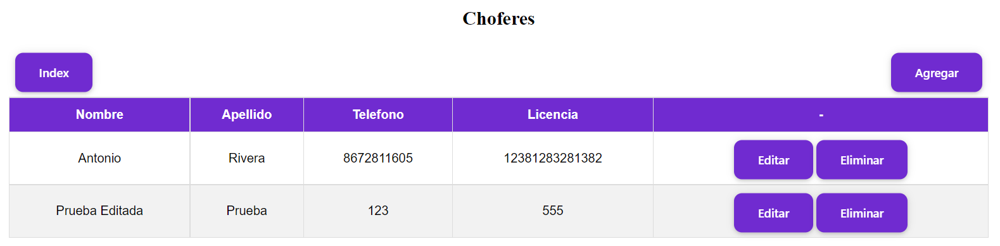 Choferes
Index Agregar
Nombre Apellido Telefono Licencia -
Antonio Rivera 8672811605 12381283281382 Editar Eliminar
Prueba Editada Prueba 123 555 Editar Eliminar